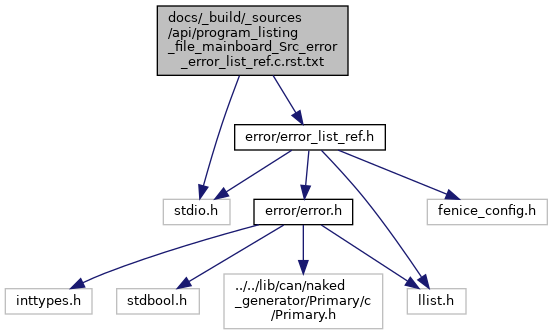 docs/_build/_sources
/api/program_listing
_file_mainboard_Src_error
_error_list_ref.c.rst.txt
error/error_list_ref.h
stdio.h
error/error.h
fenice_config.h
inttypes.h
stdbool.h
../../lib/can/naked
_generator/Primary/c
/Primary.h
llist.h